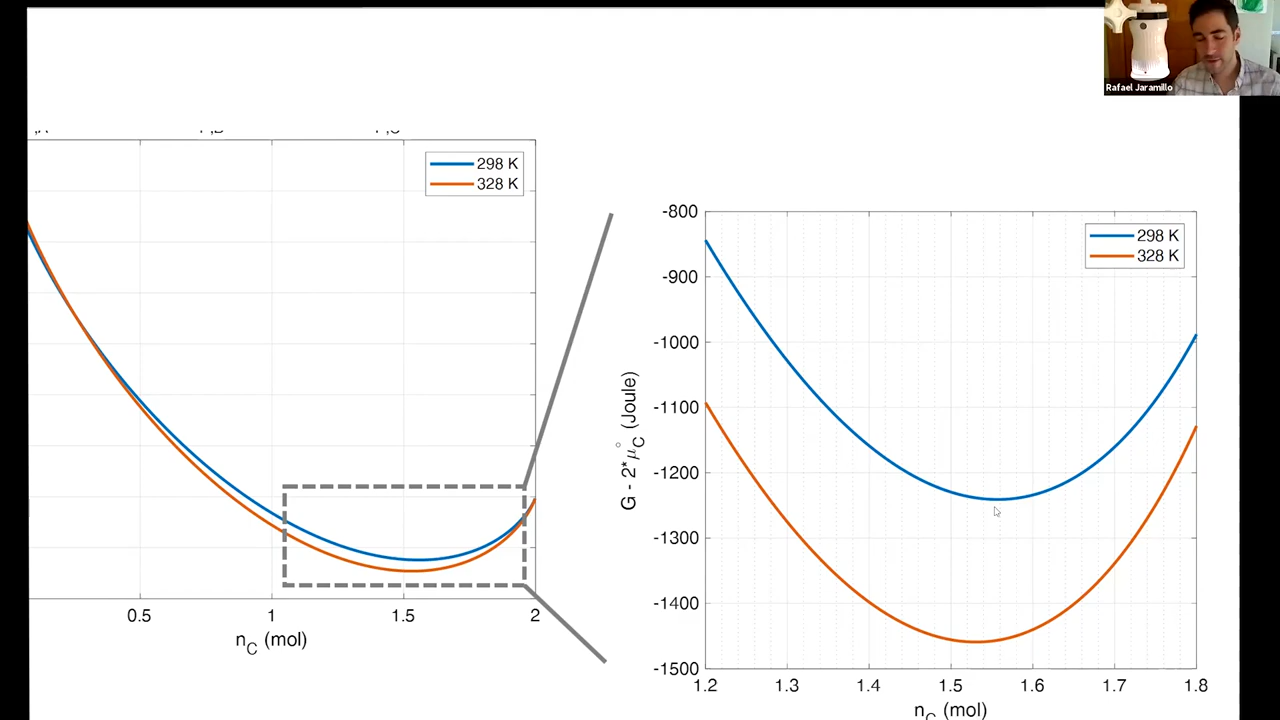 Rafael Jaramillo
298 K
328 K
0.5
1
1.5
2
n_C (mol)
298 K
328 K
-800
-900
-1000
-1100
-1200
-1300
-1400
-1500
G - 2*μ°_C (Joule)
1.2
1.3
1.4
1.5
1.6
1.7
1.8
n_C (mol)